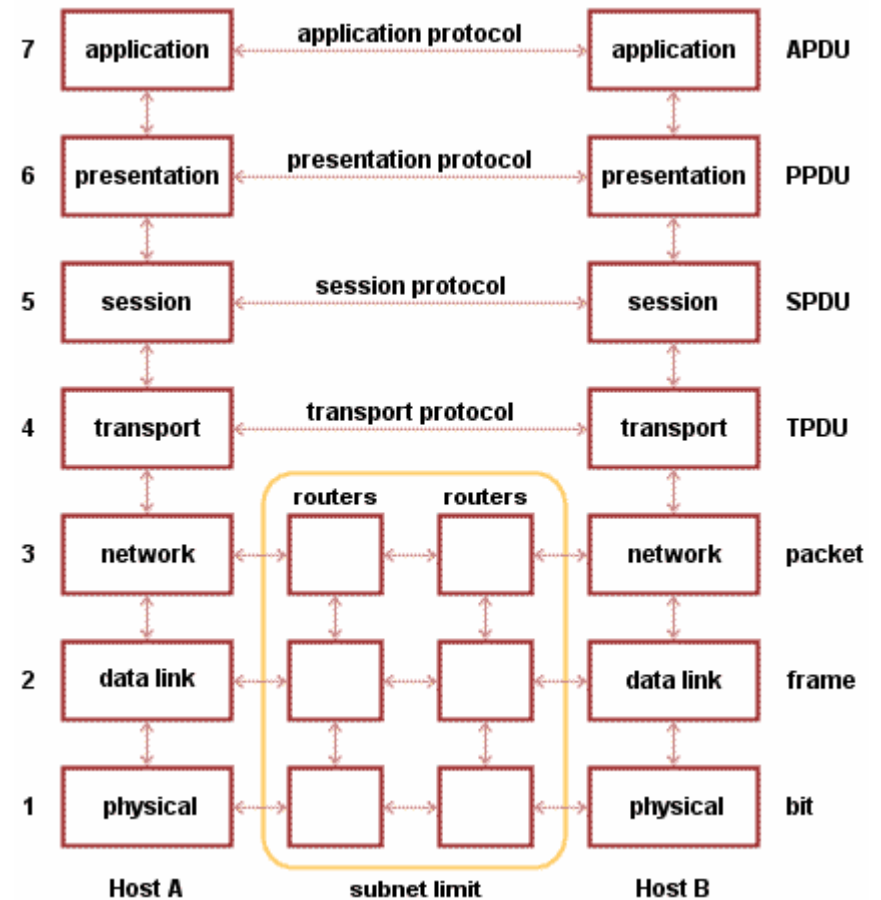 7 application application protocol application APDU
6 presentation presentation protocol presentation PPDU
5 session session protocol session SPDU
4 transport transport protocol transport TPDU
routers routers
3 network network packet
2 data link data link frame
1 physical physical bit
Host A subnet limit Host B